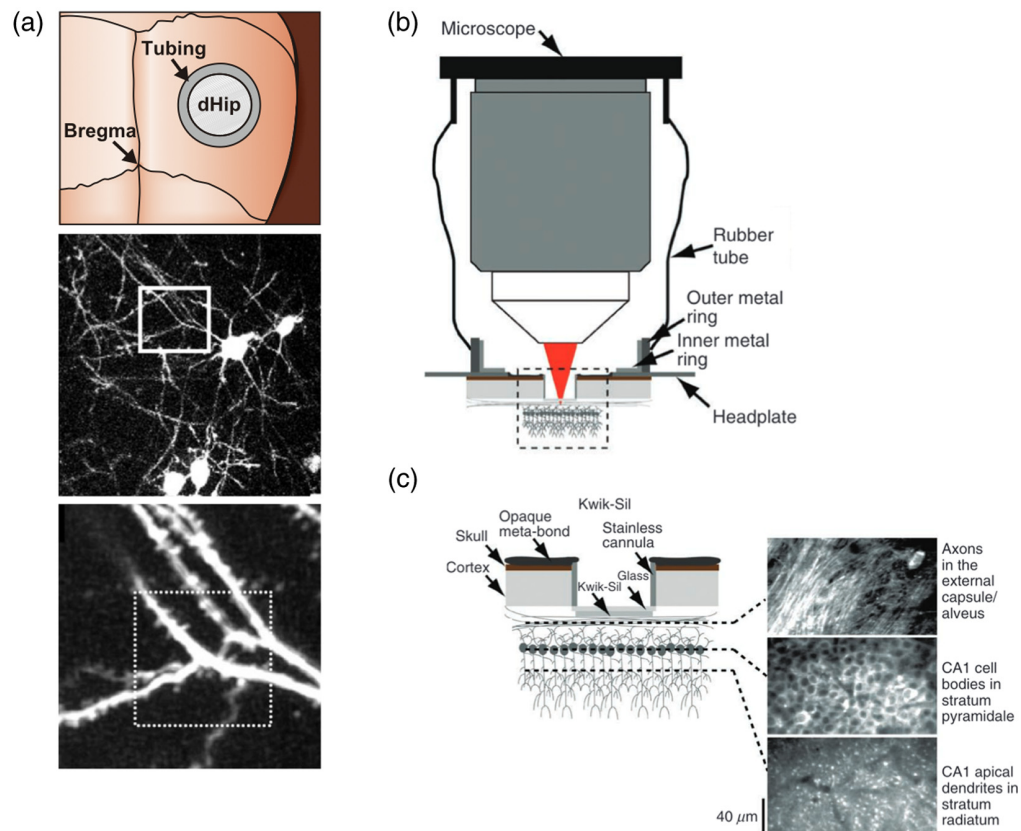 (a)
Tubing
dHip
Bregma
(b)
Microscope
Rubber
tube
Outer metal
ring
Inner metal
ring
Headplate
(c)
Kwik-Sil
Opaque
meta-bond
Stainless
cannula
Skull
Cortex
Glass
Kwik-Sil
Axons
in the
external
capsule/
alveus
CA1 cell
bodies in
stratum
pyramidale
CA1 apical
dendrites in
stratum
radiatum
40 μm